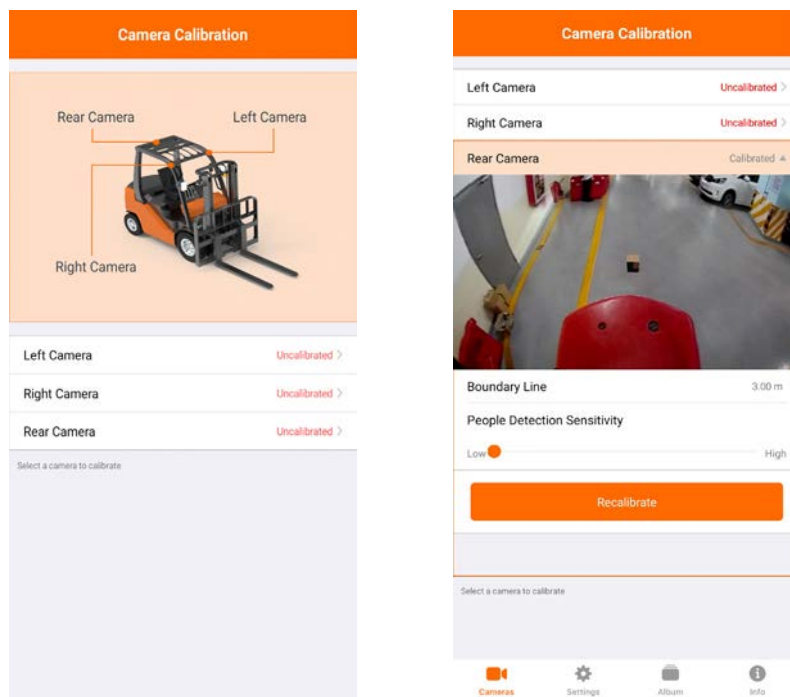 Camera Calibration
Rear Camera
Left Camera
Right Camera
Left Camera Uncalibrated
Right Camera Uncalibrated
Rear Camera Uncalibrated
Select a camera to calibrate
Camera Calibration
Left Camera Uncalibrated
Right Camera Uncalibrated
Rear Camera Calibrated
Boundary Line 3.00 m
People Detection Sensitivity
Low High
Recalibrate
Select a camera to calibrate
Cameras Settings Album Info